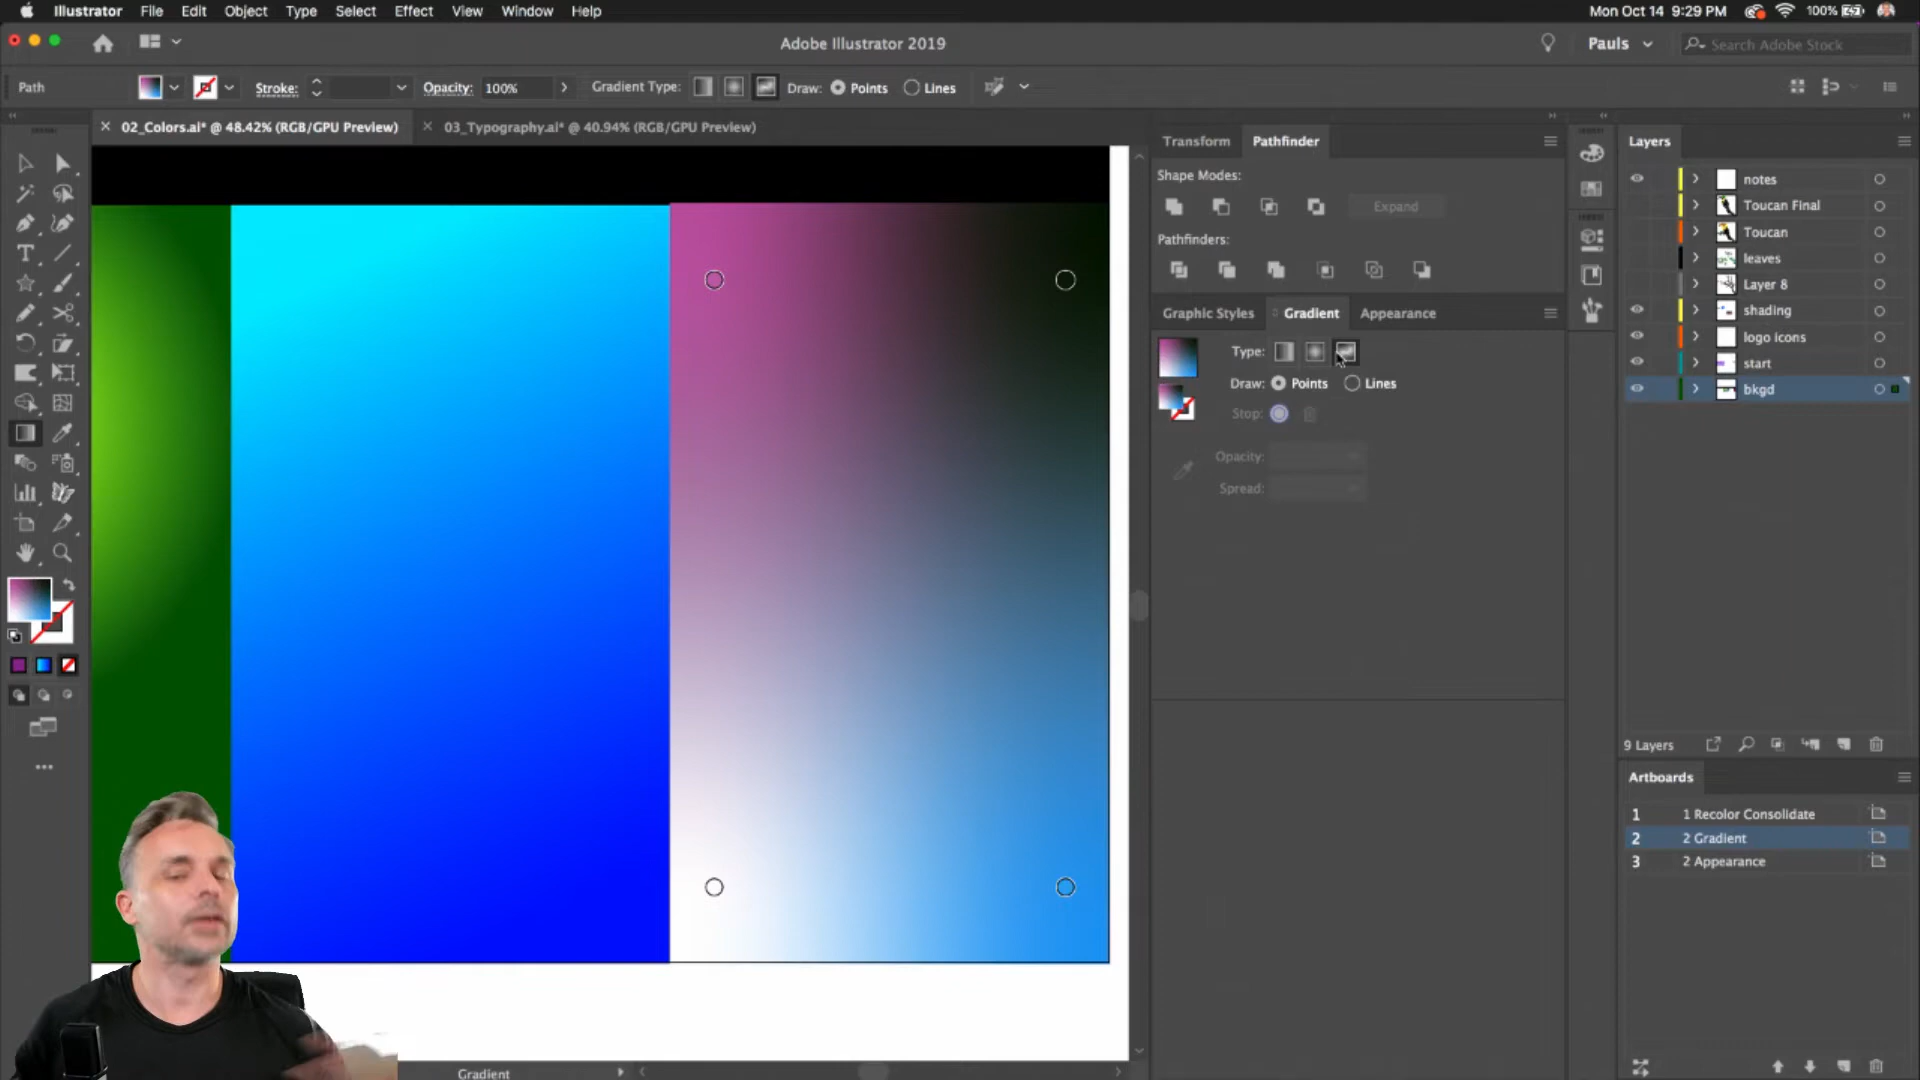 Illustrator File Edit Object Type Select Effect View Window Help Mon Oct 14 9:29 PM 100%
Adobe Illustrator 2019 Pauls Search Adobe Stock
Path Stroke: Opacity: 100% Gradient Type: Draw: Points Lines
× 02_Colors.ai* @ 48.42% (RGB/GPU Preview) × 03_Typography.ai* @ 40.94% (RGB/GPU Preview)
Transform Pathfinder
Shape Modes:
Expand
Pathfinders:
Graphic Styles Gradient Appearance
Type:
Draw: Points Lines
Stop:
Opacity:
Spread:
Layers
notes
Toucan Final
Toucan
leaves
Layer 8
shading
logo icons
start
bkgd
9 Layers
Artboards
1 1 Recolor Consolidate
2 2 Gradient
3 2 Appearance
Gradient